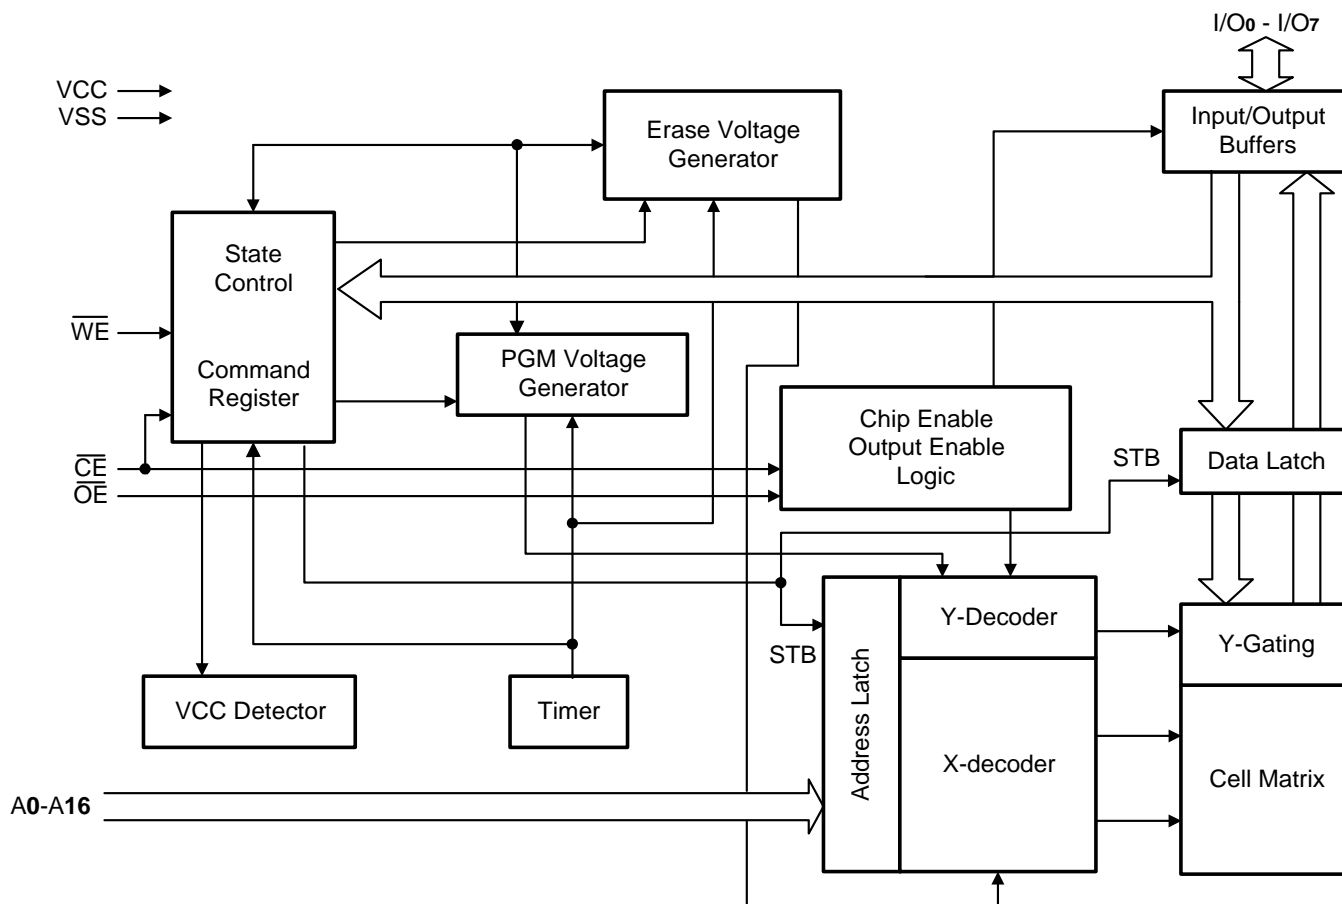 I/O0 - I/O7
VCC
VSS
Erase Voltage
Generator
Input/Output
Buffers
State
Control
WE
PGM Voltage
Generator
Command
Register
Chip Enable
Output Enable
Logic
CE
OE
STB
Data Latch
Y-Decoder
Y-Gating
STB
VCC Detector
Timer
Address Latch
X-decoder
Cell Matrix
A0-A16